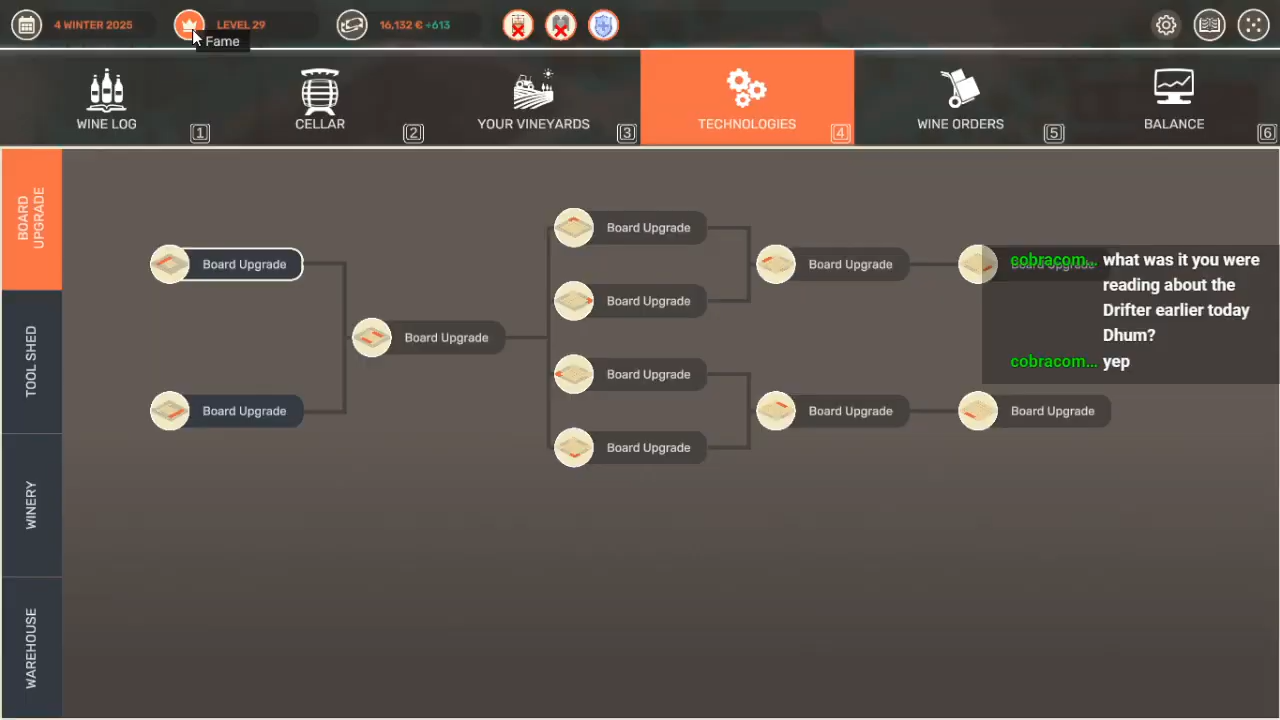 4 WINTER 2025
LEVEL 29
16,132 € +613
Fame
WINE LOG
1
CELLAR
2
YOUR VINEYARDS
3
TECHNOLOGIES
4
WINE ORDERS
5
BALANCE
6
BOARD
UPGRADE
TOOL SHED
WINERY
WAREHOUSE
Board Upgrade
Board Upgrade
Board Upgrade
Board Upgrade
Board Upgrade
Board Upgrade
Board Upgrade
Board Upgrade
Board Upgrade
Board Upgrade
Board Upgrade
cobracom... what was it you were
reading about the
Drifter earlier today
Dhum?
cobracom... yep